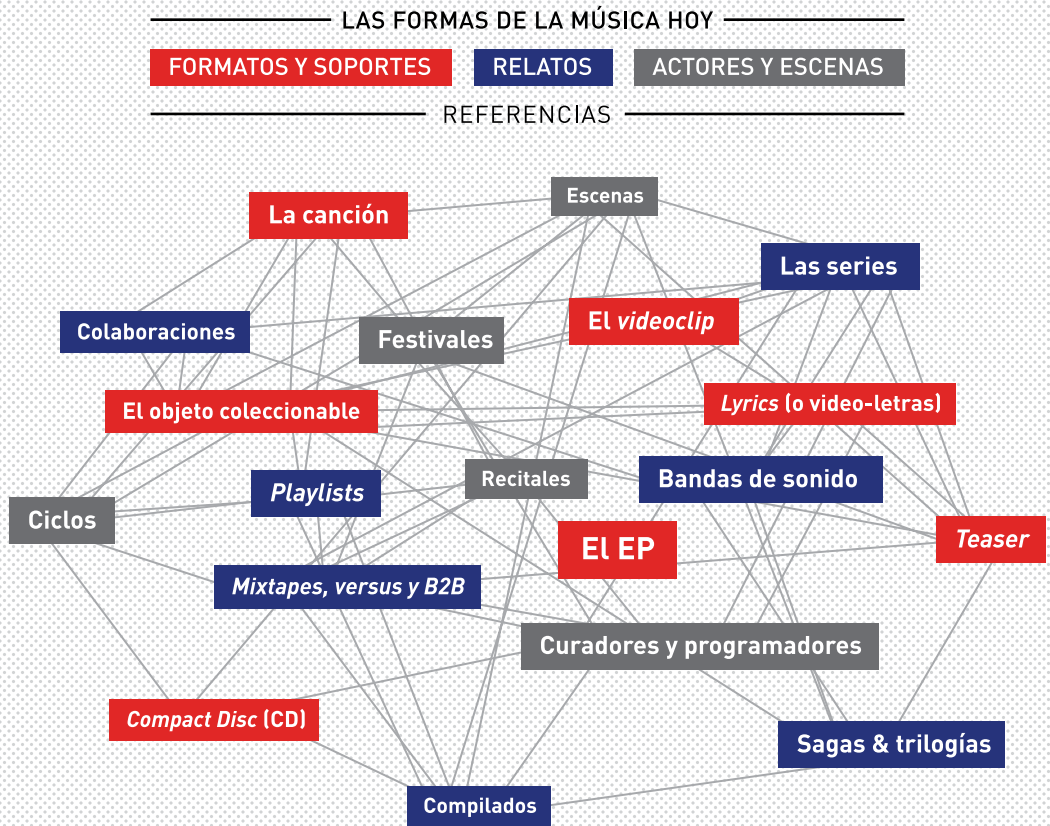 LAS FORMAS DE LA MÚSICA HOY
FORMATOS Y SOPORTES
RELATOS
ACTORES Y ESCENAS
REFERENCIAS
Escenas
La canción
Las series
El videoclip
Colaboraciones
Festivales
El objeto coleccionable
Lyrics (o video-letras)
Playlists
Recitales
Bandas de sonido
Ciclos
El EP
Teaser
Mixtapes, versus y B2B
Curadores y programadores
Compact Disc (CD)
Sagas & trilogías
Compilados